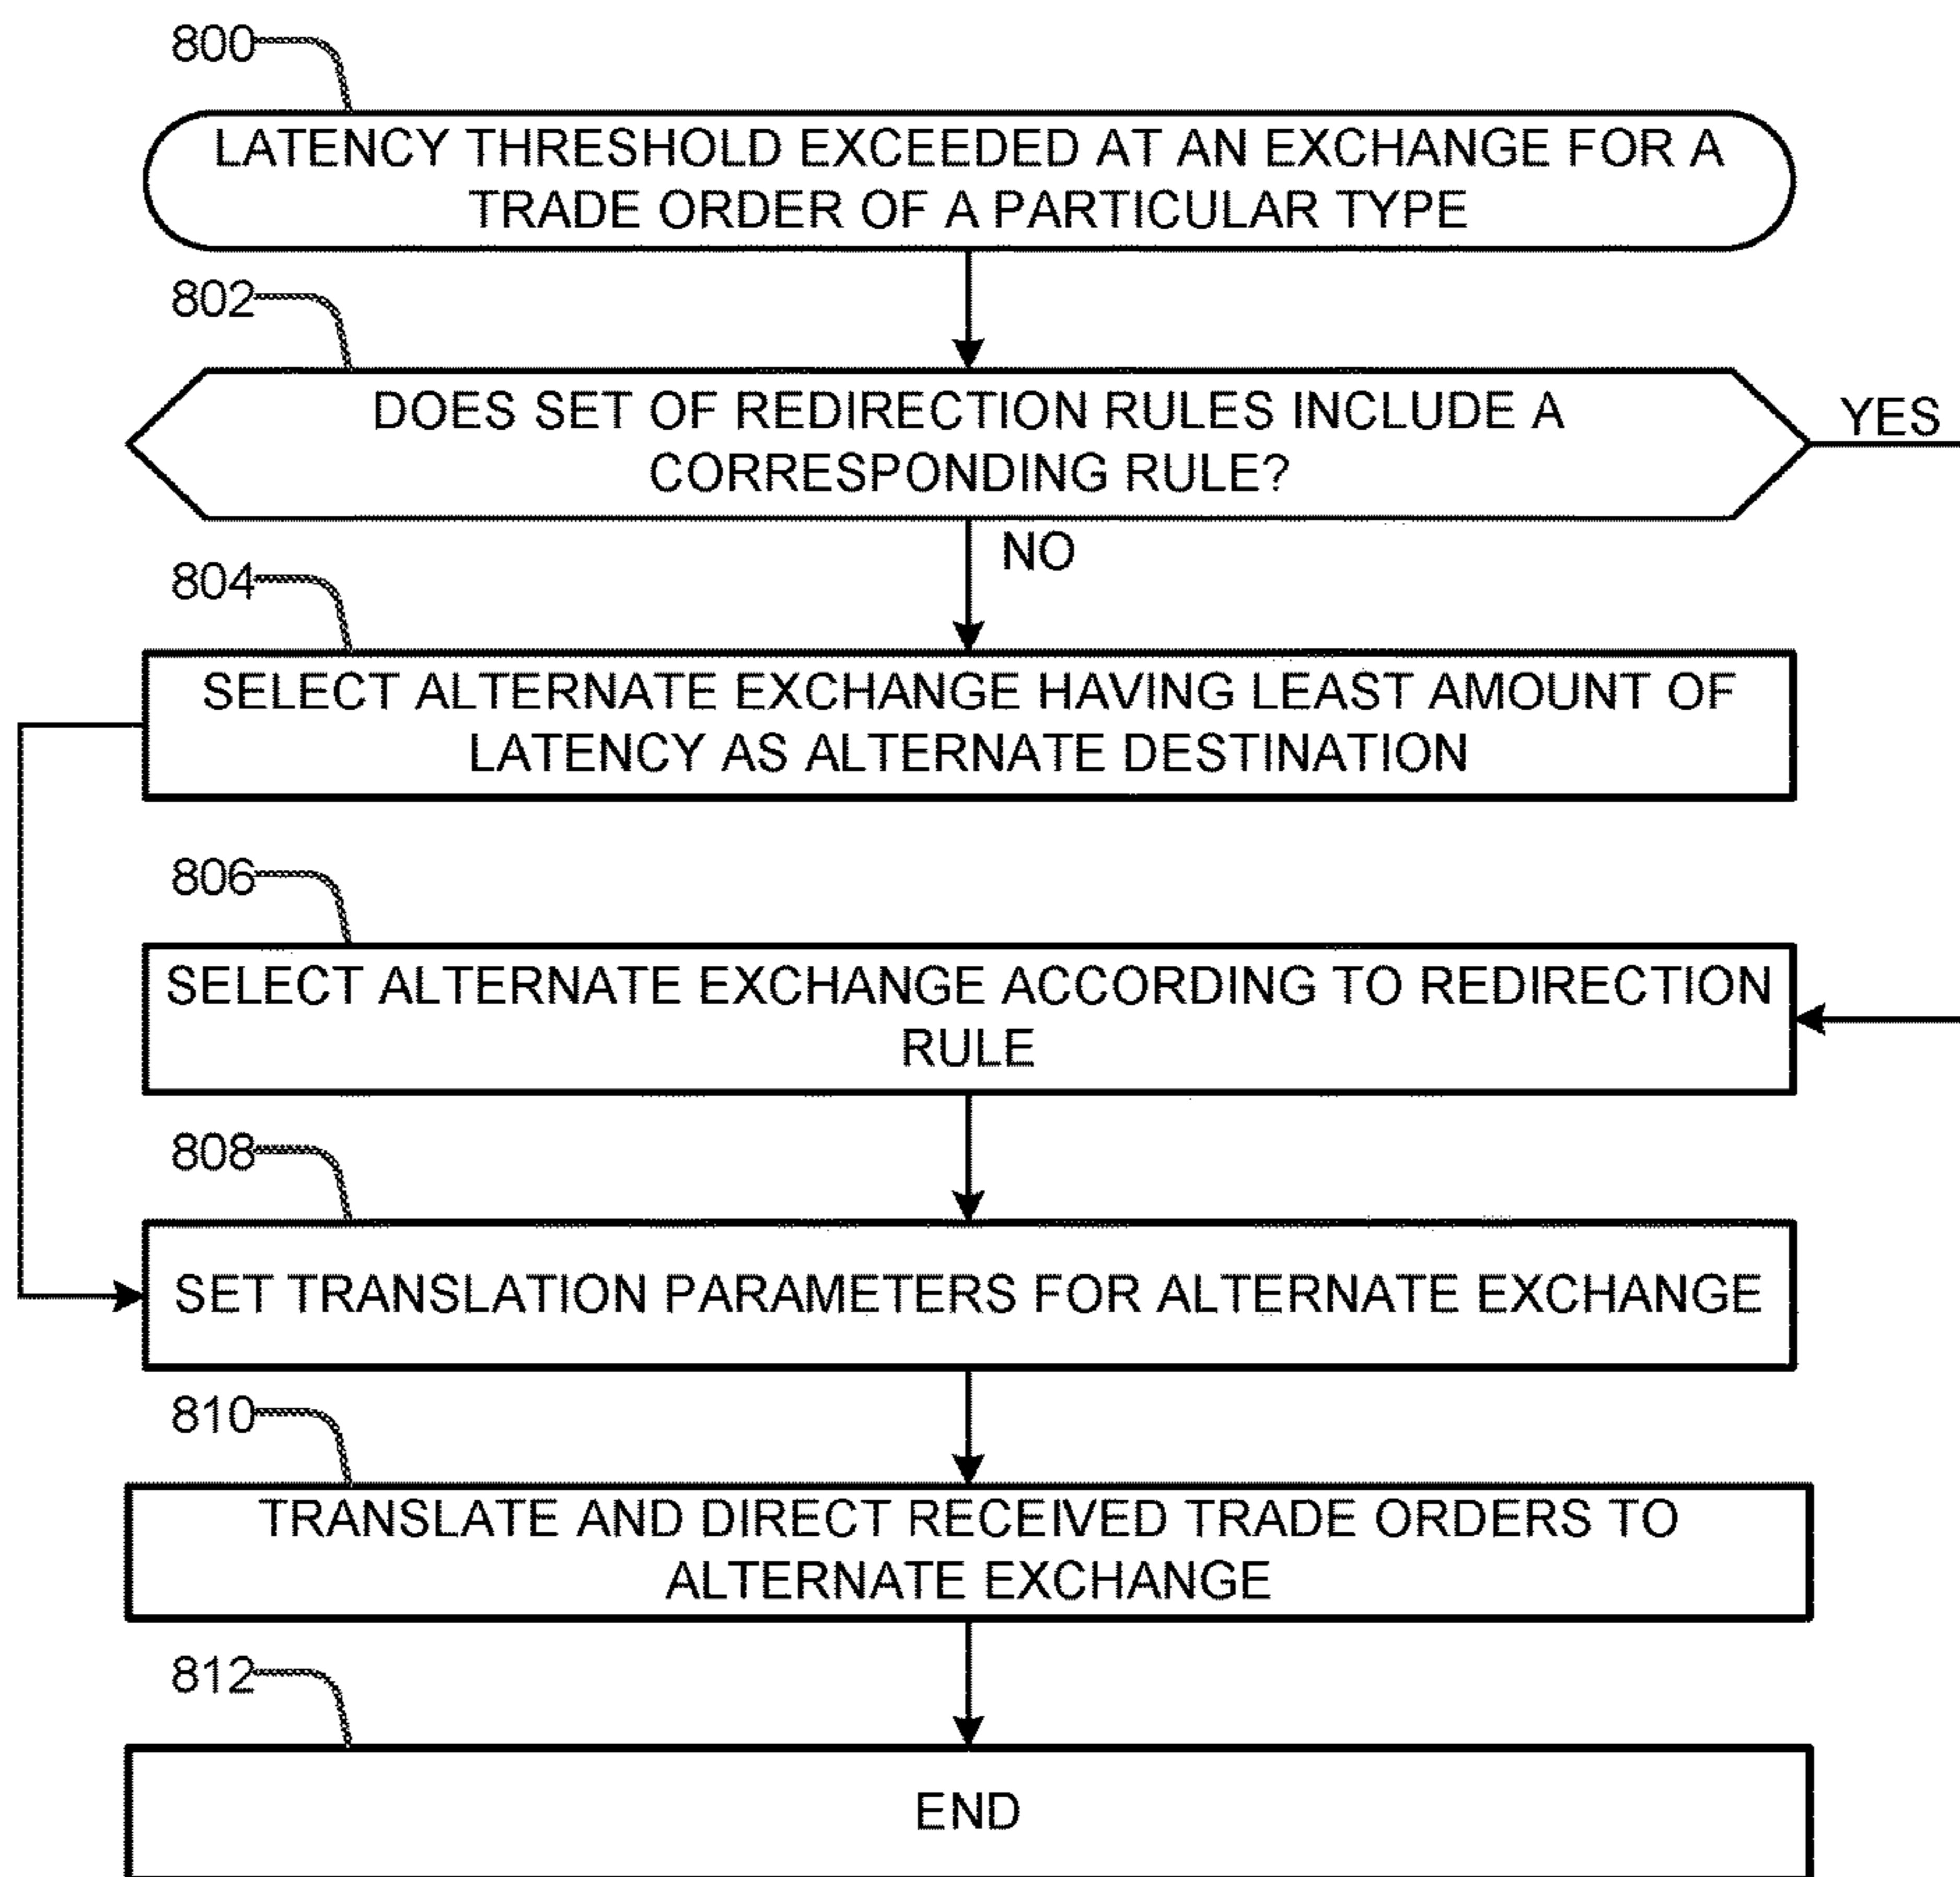 800
LATENCY THRESHOLD EXCEEDED AT AN EXCHANGE FOR A
TRADE ORDER OF A PARTICULAR TYPE
802
DOES SET OF REDIRECTION RULES INCLUDE A
CORRESPONDING RULE?
YES
NO
804
SELECT ALTERNATE EXCHANGE HAVING LEAST AMOUNT OF
LATENCY AS ALTERNATE DESTINATION
806
SELECT ALTERNATE EXCHANGE ACCORDING TO REDIRECTION
RULE
808
SET TRANSLATION PARAMETERS FOR ALTERNATE EXCHANGE
810
TRANSLATE AND DIRECT RECEIVED TRADE ORDERS TO
ALTERNATE EXCHANGE
812
END